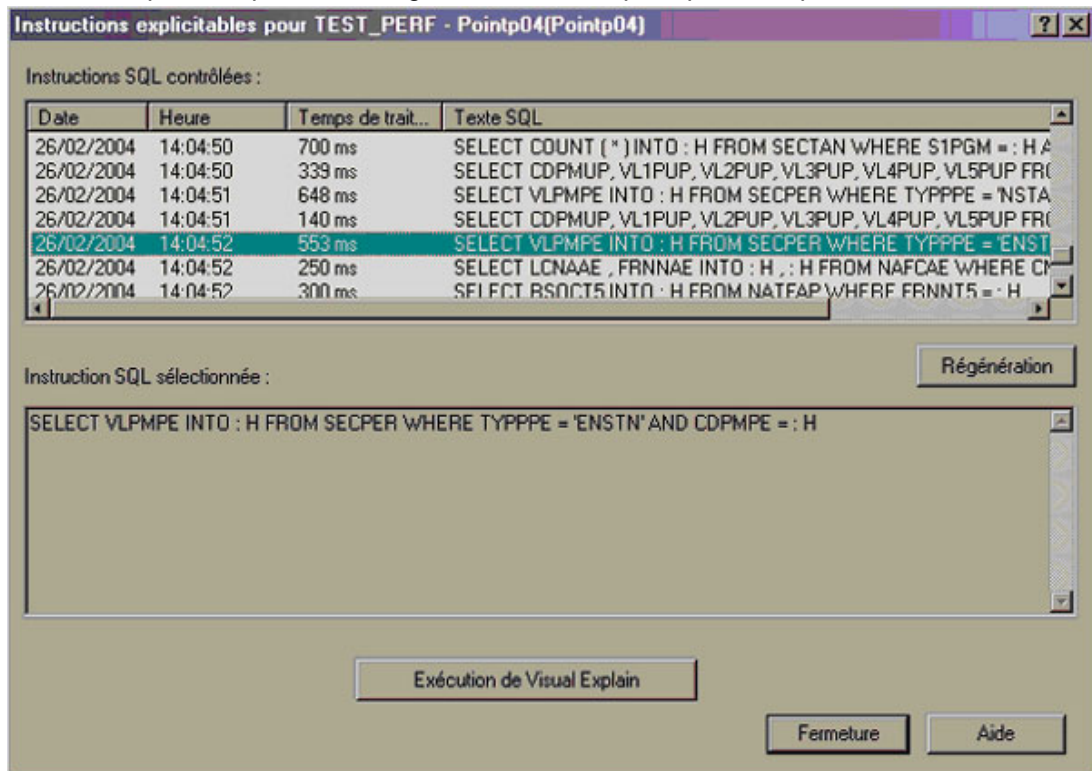 Instructions explicitables pour TEST_PERF - Pointp04(Pointp04)
Instructions SQL contrôlées :
Date Heure Temps de trait... Texte SQL
26/02/2004 14:04:50 700 ms SELECT COUNT ( * ) INTO : H FROM SECTAN WHERE S1PGM = : H A
26/02/2004 14:04:50 339 ms SELECT CDPMUP, VL1PUP, VL2PUP, VL3PUP, VL4PUP, VL5PUP FRO
26/02/2004 14:04:51 648 ms SELECT VLPMPE INTO : H FROM SECPER WHERE TYPPPE = 'NSTA
26/02/2004 14:04:51 140 ms SELECT CDPMUP, VL1PUP, VL2PUP, VL3PUP, VL4PUP, VL5PUP FRO
26/02/2004 14:04:52 553 ms SELECT VLPMPE INTO : H FROM SECPER WHERE TYPPPE = 'ENST
26/02/2004 14:04:52 250 ms SELECT LCNAAE , FRNNAE INTO : H , : H FROM NAFCAE WHERE CN
26/02/2004 14:04:52 300 ms SELECT RSOCT5 INTO : H FROM NATFAP WHERE FRNNT5 = : H
Régénération
Instruction SQL sélectionnée :
SELECT VLPMPE INTO : H FROM SECPER WHERE TYPPPE = 'ENSTN' AND CDPMPE = : H
Exécution de Visual Explain
Fermeture Aide